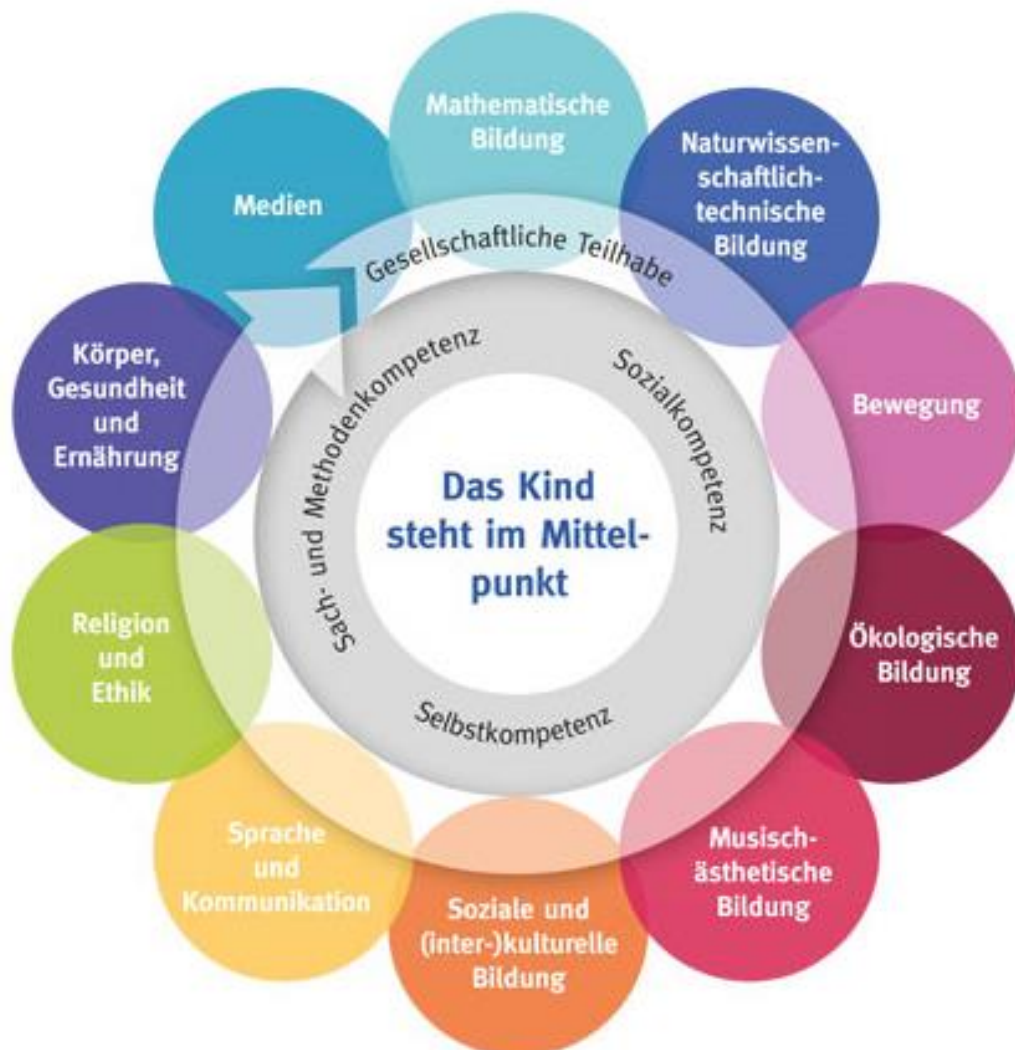 Mathematische
Bildung
Naturwissen-
schaftlich-
technische
Bildung
Bewegung
Ökologische
Bildung
Musisch-
ästhetische
Bildung
Soziale und
(inter-)kulturelle
Bildung
Sprache
und
Kommunikation
Religion
und
Ethik
Körper,
Gesundheit
und
Ernährung
Medien
Gesellschaftliche Teilhabe
Sozialkompetenz
Selbstkompetenz
Sach- und Methodenkompetenz
Das Kind
steht im Mittel-
punkt